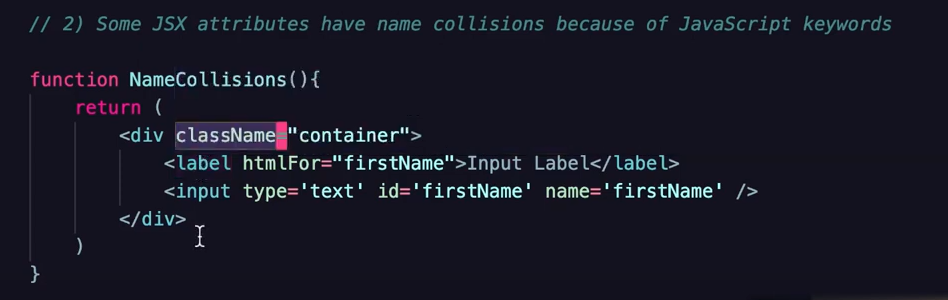 // 2) Some JSX attributes have name collisions because of JavaScript keywords
function NameCollisions(){
return (
<div className="container">
<label htmlFor="firstName">Input Label</label>
<input type='text' id='firstName' name='firstName' />
</div>
)
}